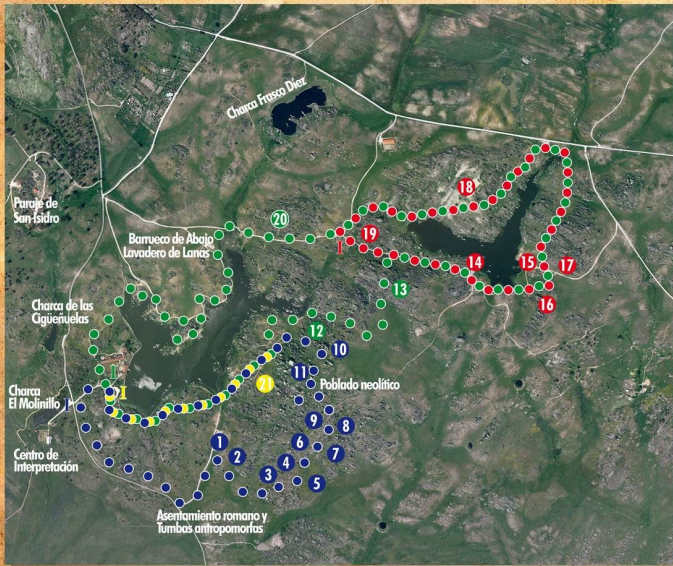 Charca Frasco Díez
Paraje de
San Isidro
18
20
19
I
Barrueco de Abajo
Lavadero de Lanas
14
15
17
13
16
Charca de las
Cigüeñuelas
12
10
I
11
21
Poblado neolítico
Charca
El Molinillo
I
I
9
8
1
6
7
Centro de
Interpretación
2
4
3
5
Asentamiento romano y
Tumbas antropomorfas